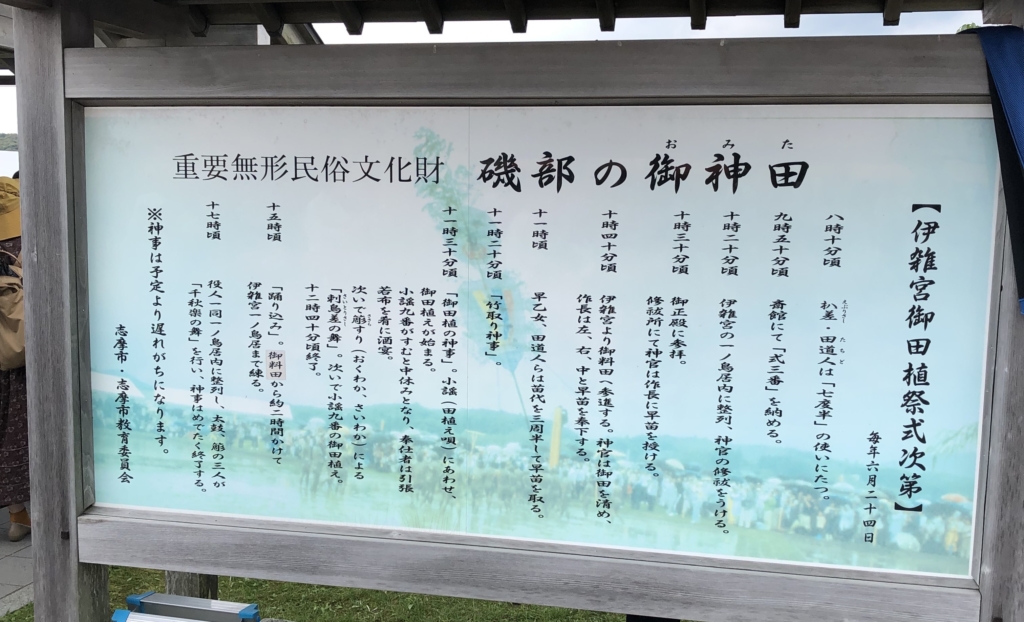 重要無形民俗文化財 磯部の御神田
おみた
【伊雑宮御田植祭式次第】
毎年六月二十四日
八時十分頃 杁差・田道人は「七度半」の使いにたつ。
えぶりさし たちど
九時五十分頃 斎館にて「式三番」を納める。
十時二十分頃 伊雑宮の一ノ鳥居内に整列、神官の修祓をうける。
十時三十分頃 御正殿に参拝。
修祓所にて神官は作長に早苗を授ける。
十時四十分頃 伊雑宮より御料田へ参進する。神官は御田を清め、
作長は左、右、中と早苗を奉下する。
十一時頃 早乙女、田道人らは苗代を三周半して早苗を取る。
十一時二十分頃 「竹取り神事」。
十一時三十分頃 「御田植の神事」。小謡(田植え唄)にあわせ、
御田植えが始まる。
小謡九番がすむと中休みとなり、奉仕者は引張
若布を肴に酒宴。
次いで簓すり(おくわか、さいわか)による
「刺鳥差の舞」。次いで小謡九番の御田植え。
十二時四十分頃終了。
十五時頃 「踊り込み」。御料田から約二時間かけて
伊雑宮一ノ鳥居まで練る。
十七時頃 役人一同一ノ鳥居内に整列し、太鼓、簓の三人が
「千秋楽の舞」を行い、神事はめでたく終了する。
※神事は予定より遅れがちになります。
志摩市・志摩市教育委員会